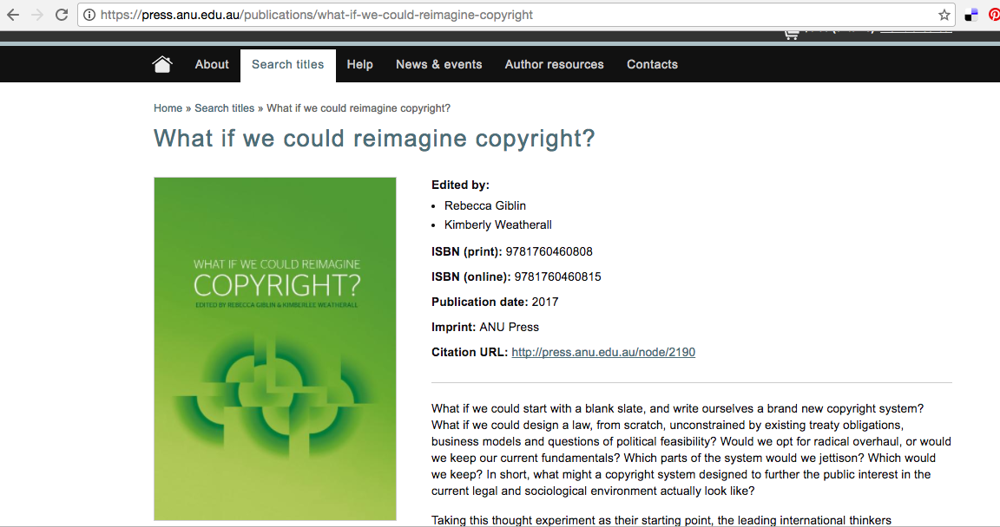 https://press.anu.edu.au/publications/what-if-we-could-reimagine-copyright
About Search titles Help News & events Author resources Contacts
Home » Search titles » What if we could reimagine copyright?
What if we could reimagine copyright?
WHAT IF WE COULD REIMAGINE
COPYRIGHT?
EDITED BY REBECCA GIBLIN & KIMBERLEE WEATHERALL
Edited by:
• Rebecca Giblin
• Kimberly Weatherall
ISBN (print): 9781760460808
ISBN (online): 9781760460815
Publication date: 2017
Imprint: ANU Press
Citation URL: http://press.anu.edu.au/node/2190
What if we could start with a blank slate, and write ourselves a brand new copyright system?
What if we could design a law, from scratch, unconstrained by existing treaty obligations,
business models and questions of political feasibility? Would we opt for radical overhaul, or would
we keep our current fundamentals? Which parts of the system would we jettison? Which would
we keep? In short, what might a copyright system designed to further the public interest in the
current legal and sociological environment actually look like?
Taking this thought experiment as their starting point, the leading international thinkers